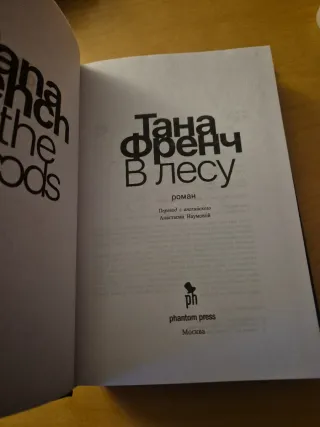 ana
ench
the
ods
Тана
Френч
В лесу
роман
Перевод с английского
Анастасии Наумовой
ph
phantom press
Москва